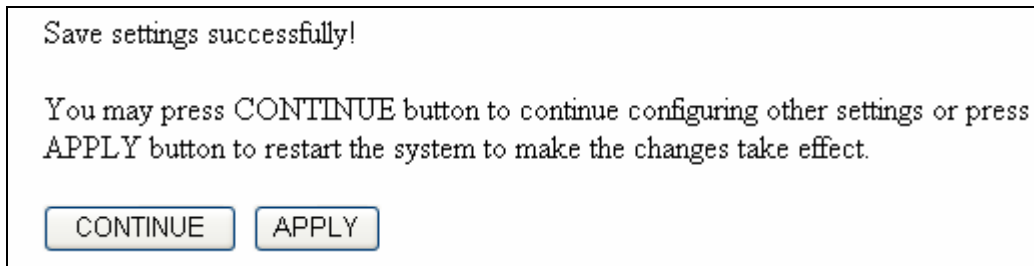 Save settings successfully!
You may press CONTINUE button to continue configuring other settings or press
APPLY button to restart the system to make the changes take effect.
CONTINUE APPLY